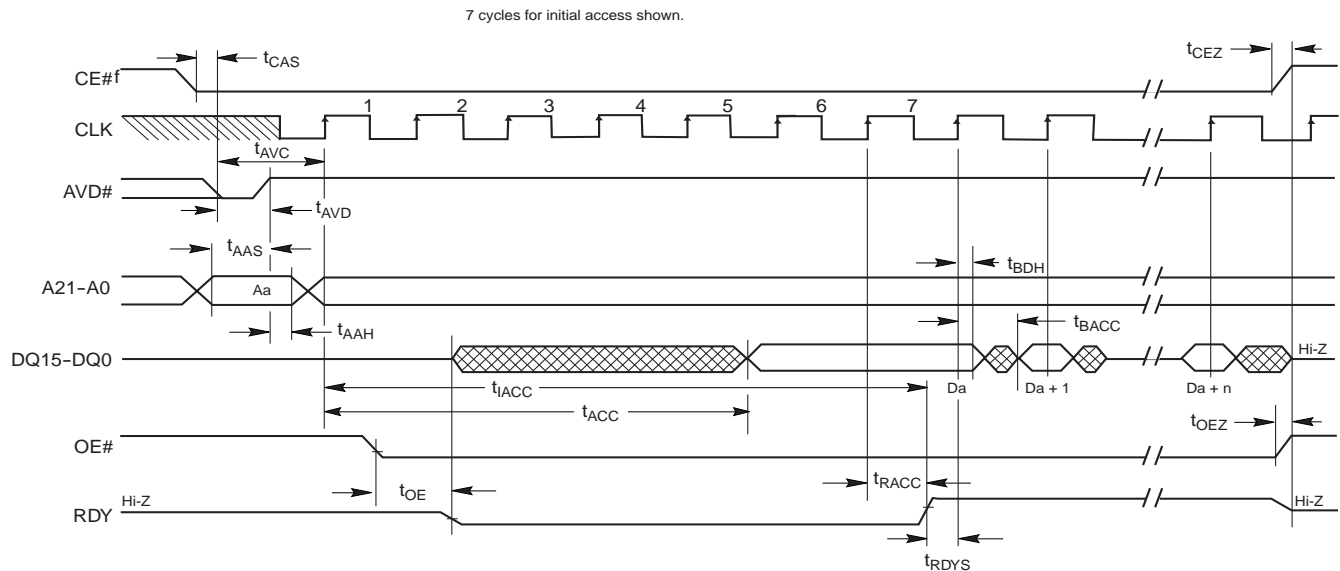 7 cycles for initial access shown.
tCAS
tCEZ
CE#f
1 2 3 4 5 6 7
CLK
tAVC
AVD#
tAVD
tAAS
tBDH
A21-A0
Aa
tAAH
tBACC
DQ15-DQ0
Hi-Z
tIACC
Da
Da + 1
Da + n
tACC
tOEZ
OE#
tRACC
tOE
Hi-Z
Hi-Z
RDY
tRDYS